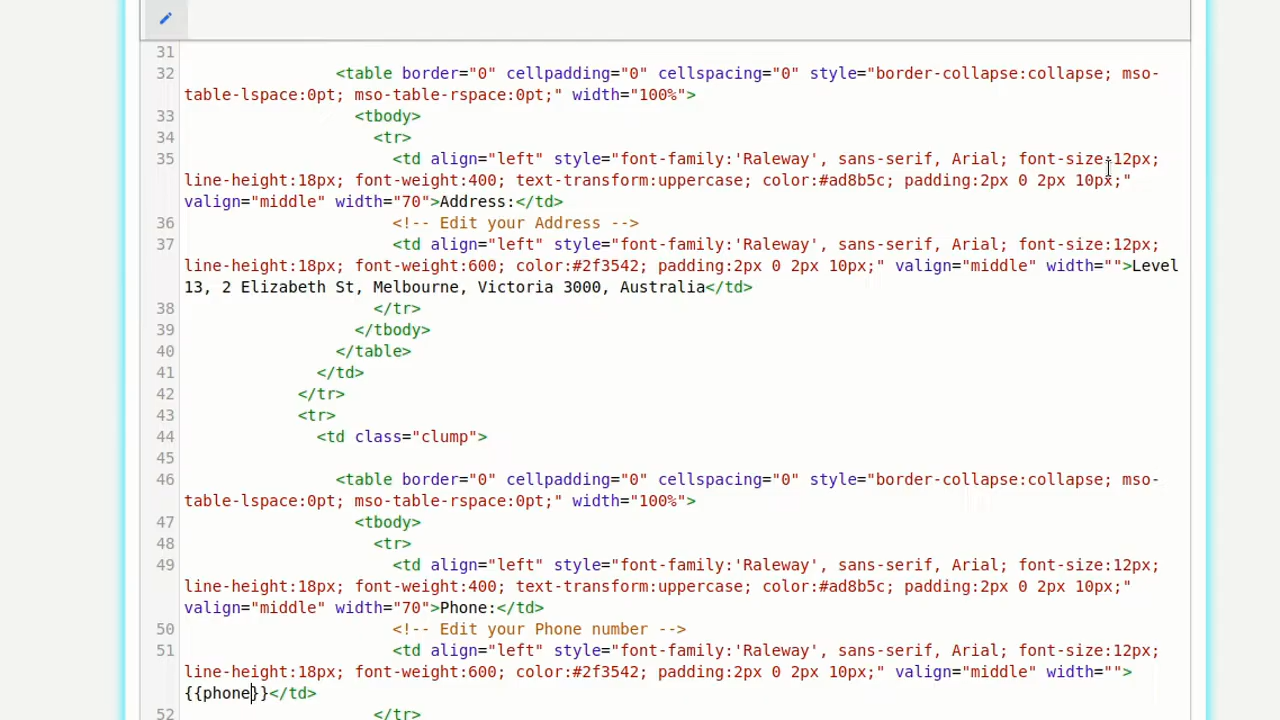 31
32 <table border="0" cellpadding="0" cellspacing="0" style="border-collapse:collapse; mso-
table-lspace:0pt; mso-table-rspace:0pt;" width="100%">
33 <tbody>
34 <tr>
35 <td align="left" style="font-family:'Raleway', sans-serif, Arial; font-size:12px;
line-height:18px; font-weight:400; text-transform:uppercase; color:#ad8b5c; padding:2px 0 2px 10px;"
valign="middle" width="70">Address:</td>
36 <!-- Edit your Address -->
37 <td align="left" style="font-family:'Raleway', sans-serif, Arial; font-size:12px;
line-height:18px; font-weight:600; color:#2f3542; padding:2px 0 2px 10px;" valign="middle" width="">Level
13, 2 Elizabeth St, Melbourne, Victoria 3000, Australia</td>
38 </tr>
39 </tbody>
40 </table>
41 </td>
42 </tr>
43 <tr>
44 <td class="clump">
45
46 <table border="0" cellpadding="0" cellspacing="0" style="border-collapse:collapse; mso-
table-lspace:0pt; mso-table-rspace:0pt;" width="100%">
47 <tbody>
48 <tr>
49 <td align="left" style="font-family:'Raleway', sans-serif, Arial; font-size:12px;
line-height:18px; font-weight:400; text-transform:uppercase; color:#ad8b5c; padding:2px 0 2px 10px;"
valign="middle" width="70">Phone:</td>
50 <!-- Edit your Phone number -->
51 <td align="left" style="font-family:'Raleway', sans-serif, Arial; font-size:12px;
line-height:18px; font-weight:600; color:#2f3542; padding:2px 0 2px 10px;" valign="middle" width="">
{{phone}}</td>
52 </tr>